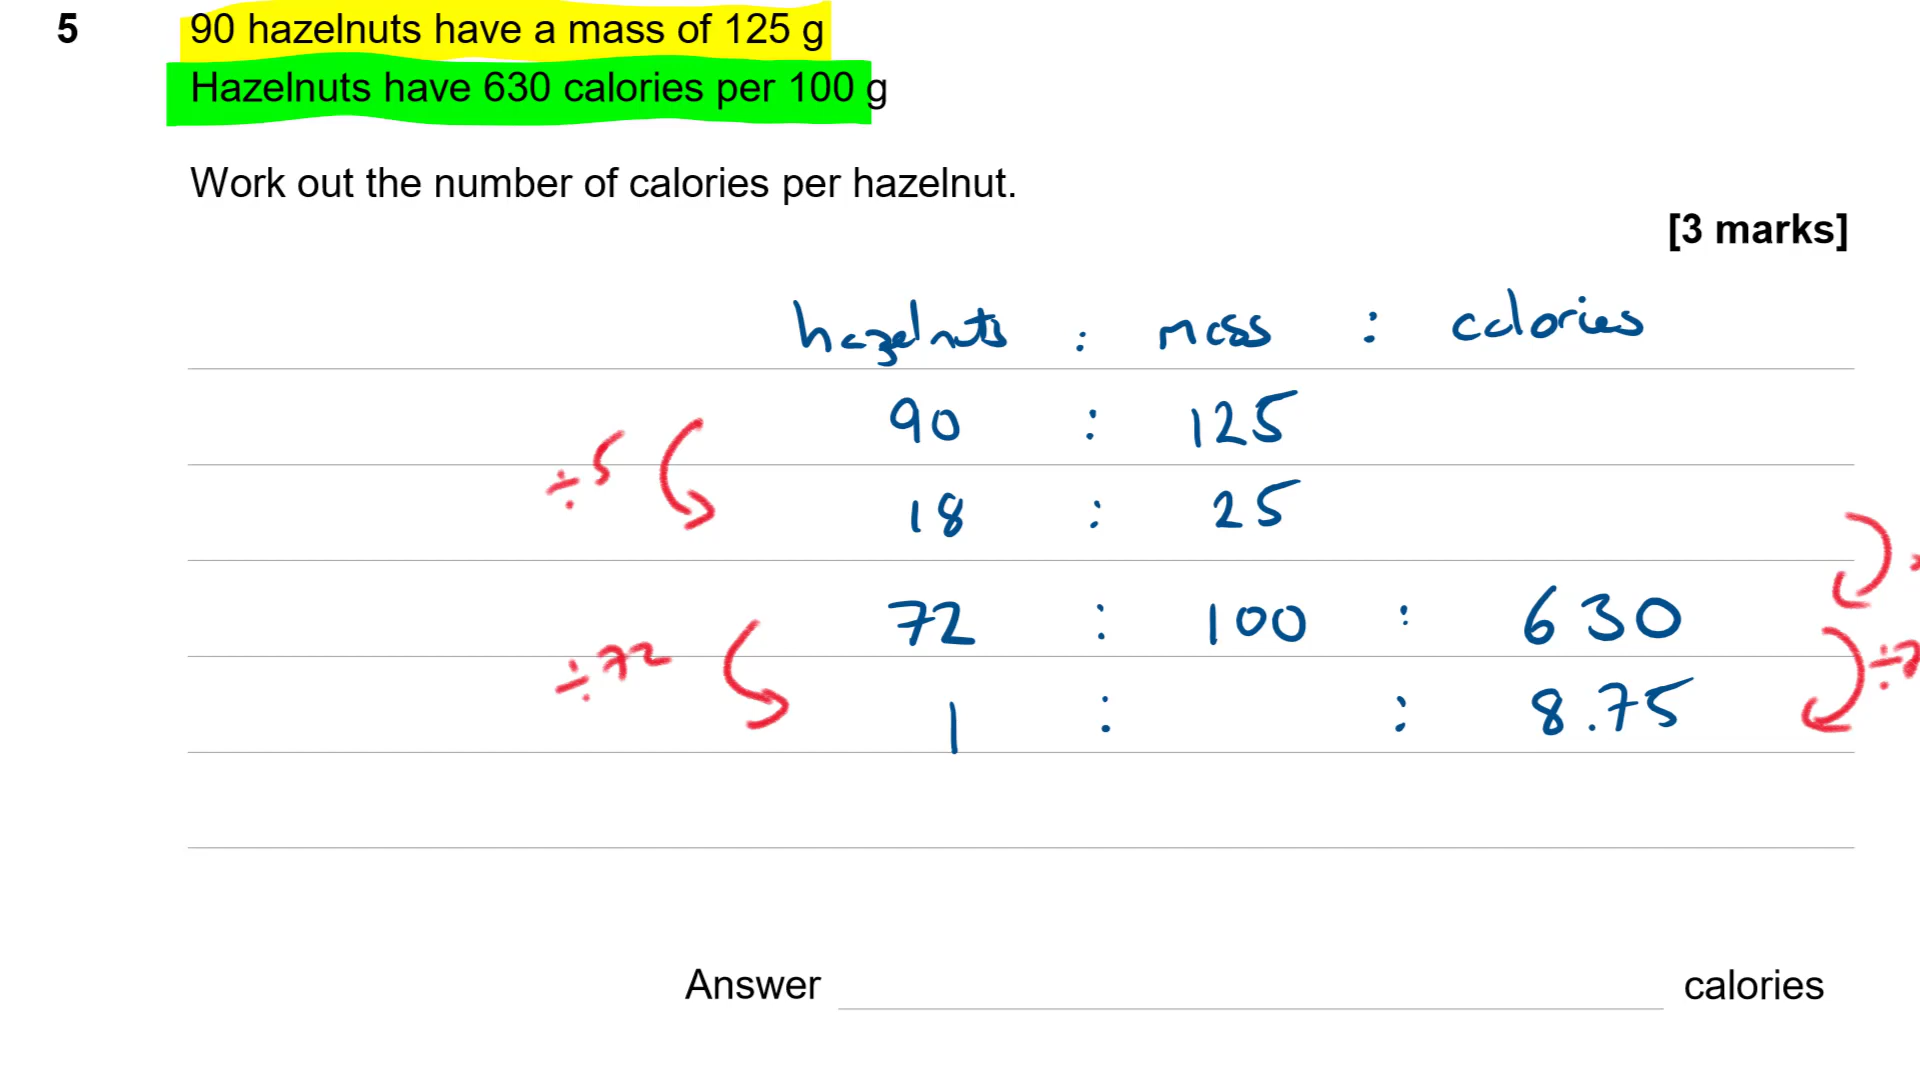 5 90 hazelnuts have a mass of 125 g
Hazelnuts have 630 calories per 100 g
Work out the number of calories per hazelnut.
[3 marks]
hazelnuts : mass : calories
90 : 125
÷5
18 : 25
72 : 100 : 630
÷72
1 : : 8.75
Answer calories